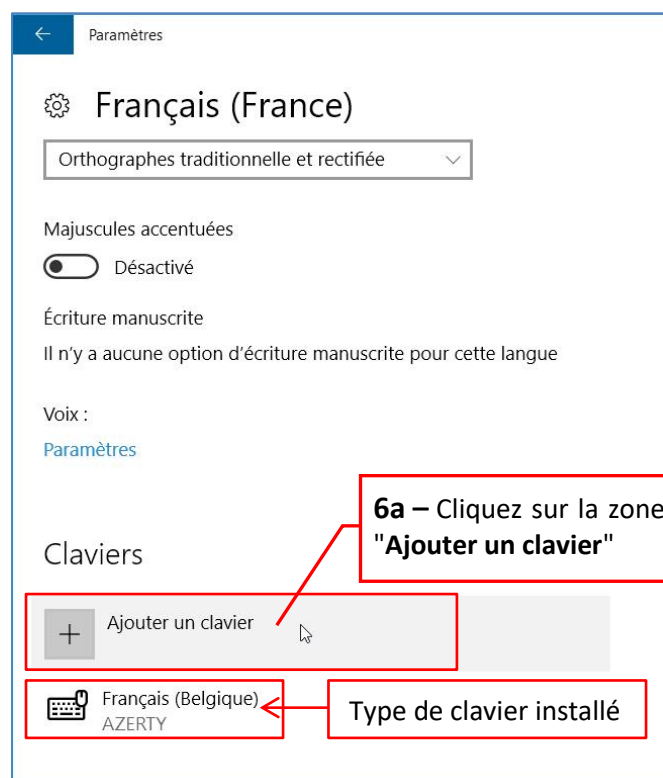 Paramètres
Français (France)
Orthographes traditionnelle et rectifiée
Majuscules accentuées
Désactivé
Écriture manuscrite
Il n'y a aucune option d'écriture manuscrite pour cette langue
Voix :
Paramètres
6a – Cliquez sur la zone
"Ajouter un clavier"
Claviers
Ajouter un clavier
Français (Belgique)
AZERTY
Type de clavier installé